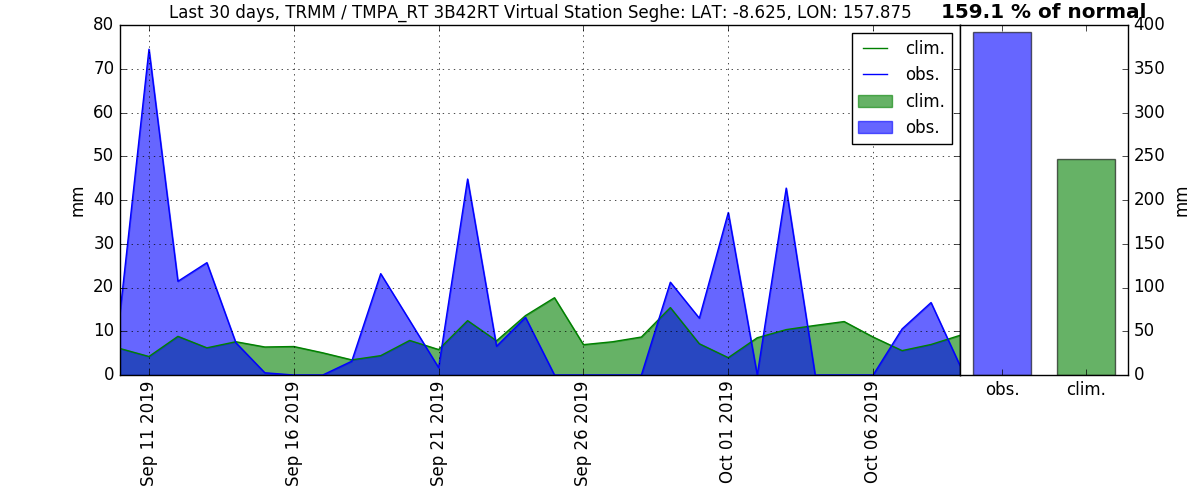 Last 30 days, TRMM / TMPA_RT 3B42RT Virtual Station Seghe: LAT: -8.625, LON: 157.875
159.1 % of normal
80
70
60
50
40
30
20
10
0
mm
clim.
obs.
clim.
obs.
400
350
300
250
200
150
100
50
0
mm
Sep 11 2019
Sep 16 2019
Sep 21 2019
Sep 26 2019
Oct 01 2019
Oct 06 2019
obs.
clim.